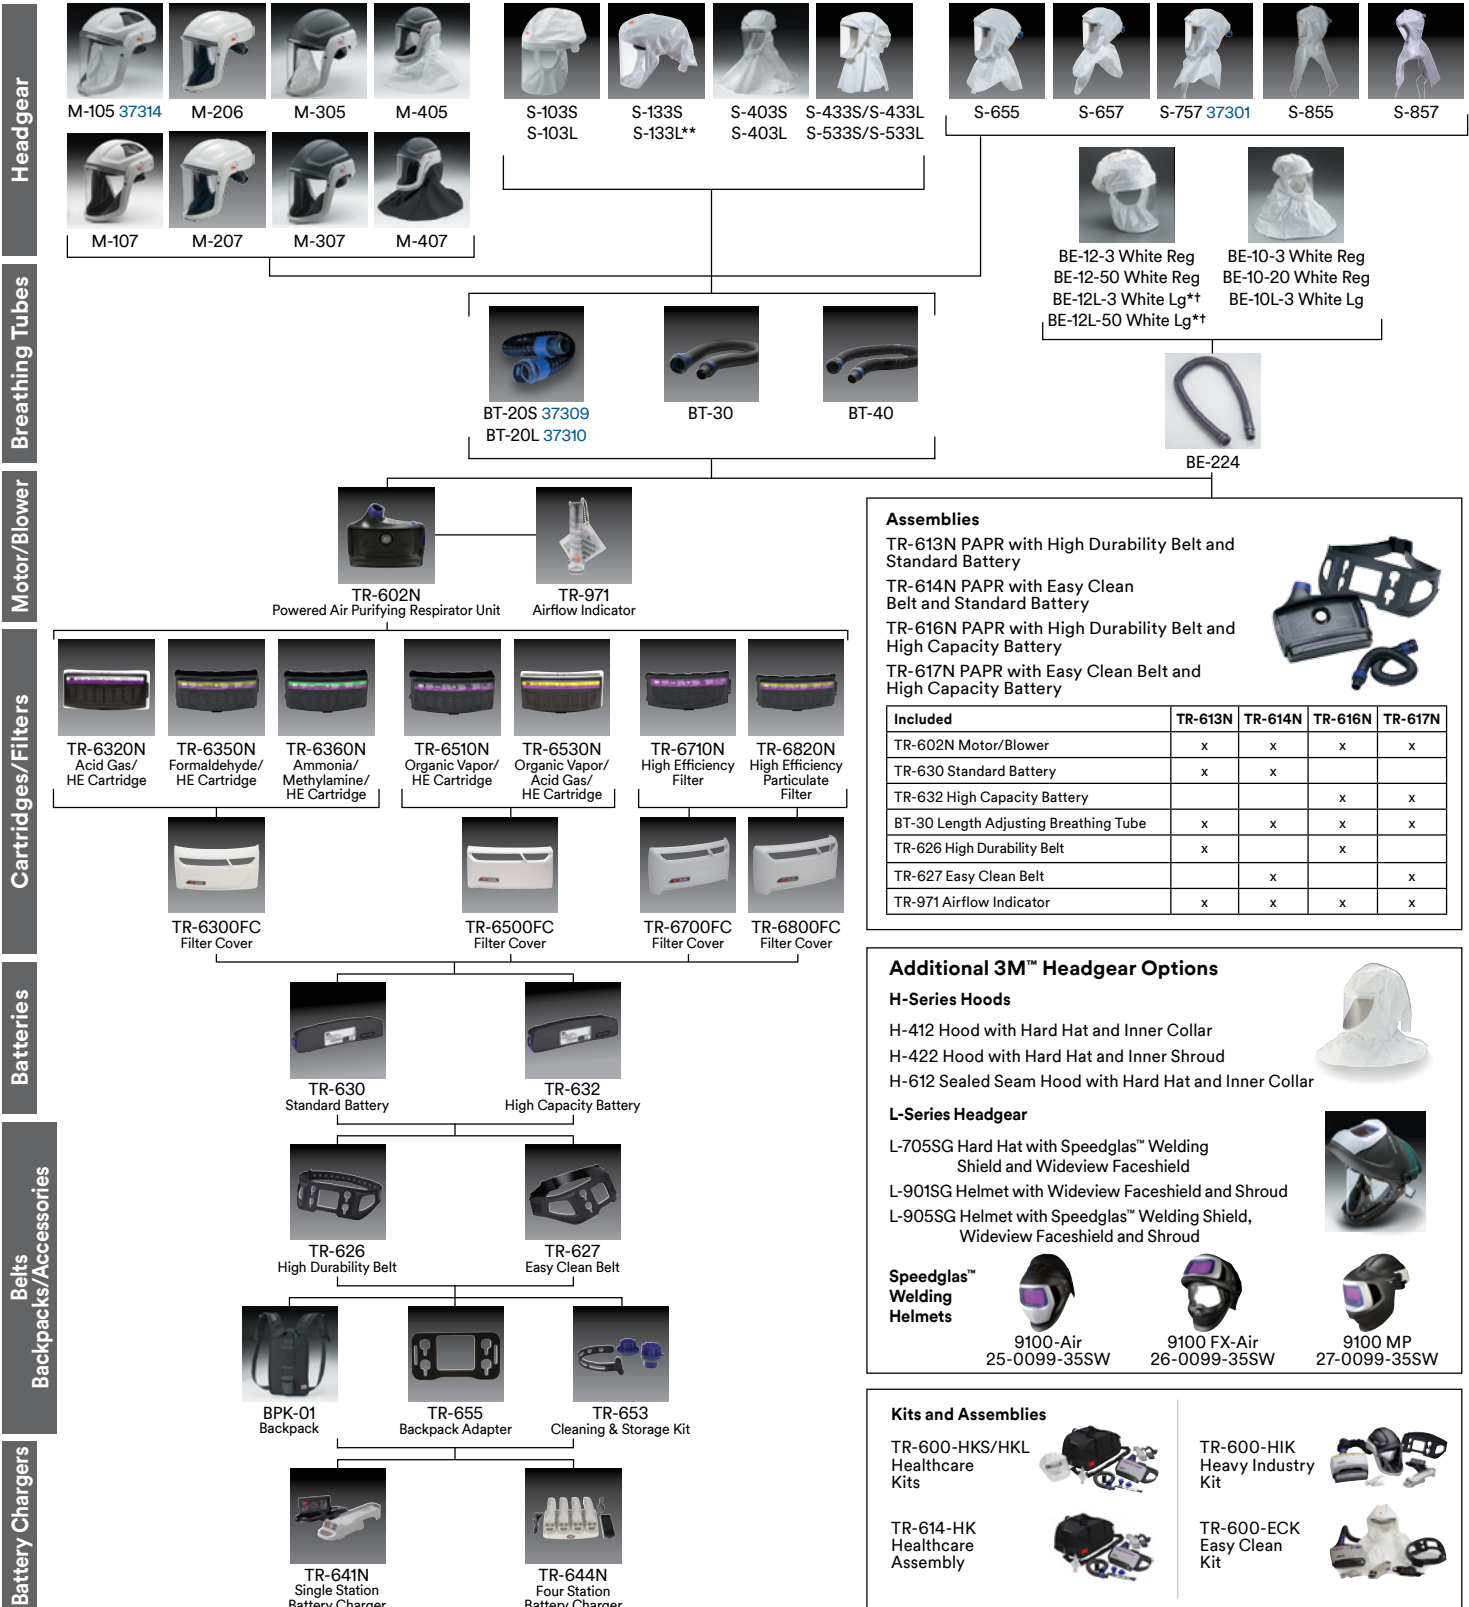 Headgear
M-105 37314
M-206
M-305
M-405
M-107
M-207
M-307
M-407
S-103S
S-103L
S-133S
S-133L**
S-403S
S-403L
S-433S/S-433L
S-533S/S-533L
S-655
S-657
S-757 37301
S-855
S-857
BE-12-3 White Reg
BE-12-50 White Reg
BE-12L-3 White Lg*†
BE-12L-50 White Lg*†
BE-10-3 White Reg
BE-10-20 White Reg
BE-10L-3 White Lg
Breathing Tubes
BT-20S 37309
BT-20L 37310
BT-30
BT-40
BE-224
Motor/Blower
TR-602N
Powered Air Purifying Respirator Unit
TR-971
Airflow Indicator
Cartridges/Filters
TR-6320N
Acid Gas/
HE Cartridge
TR-6350N
Formaldehyde/
HE Cartridge
TR-6360N
Ammonia/
Methylamine/
HE Cartridge
TR-6510N
Organic Vapor/
HE Cartridge
TR-6530N
Organic Vapor/
Acid Gas/
HE Cartridge
TR-6710N
High Efficiency
Filter
TR-6820N
High Efficiency
Particulate
Filter
TR-6300FC
Filter Cover
TR-6500FC
Filter Cover
TR-6700FC
Filter Cover
TR-6800FC
Filter Cover
Batteries
TR-630
Standard Battery
TR-632
High Capacity Battery
Belts
Backpacks/Accessories
TR-626
High Durability Belt
TR-627
Easy Clean Belt
BPK-01
Backpack
TR-655
Backpack Adapter
TR-653
Cleaning & Storage Kit
Battery Chargers
TR-641N
Single Station
Battery Charger
TR-644N
Four Station
Battery Charger
Assemblies
TR-613N PAPR with High Durability Belt and
Standard Battery
TR-614N PAPR with Easy Clean
Belt and Standard Battery
TR-616N PAPR with High Durability Belt and
High Capacity Battery
TR-617N PAPR with Easy Clean Belt and
High Capacity Battery
Included TR-613N TR-614N TR-616N TR-617N
TR-602N Motor/Blower x x x x
TR-630 Standard Battery x x
TR-632 High Capacity Battery x x
BT-30 Length Adjusting Breathing Tube x x x x
TR-626 High Durability Belt x x
TR-627 Easy Clean Belt x x
TR-971 Airflow Indicator x x x x
Additional 3M™ Headgear Options
H-Series Hoods
H-412 Hood with Hard Hat and Inner Collar
H-422 Hood with Hard Hat and Inner Shroud
H-612 Sealed Seam Hood with Hard Hat and Inner Collar
L-Series Headgear
L-705SG Hard Hat with Speedglas™ Welding
Shield and Wideview Faceshield
L-901SG Helmet with Wideview Faceshield and Shroud
L-905SG Helmet with Speedglas™ Welding Shield,
Wideview Faceshield and Shroud
Speedglas™
Welding
Helmets
9100-Air
25-0099-35SW
9100 FX-Air
26-0099-35SW
9100 MP
27-0099-35SW
Kits and Assemblies
TR-600-HKS/HKL
Healthcare
Kits
TR-614-HK
Healthcare
Assembly
TR-600-HIK
Heavy Industry
Kit
TR-600-ECK
Easy Clean
Kit